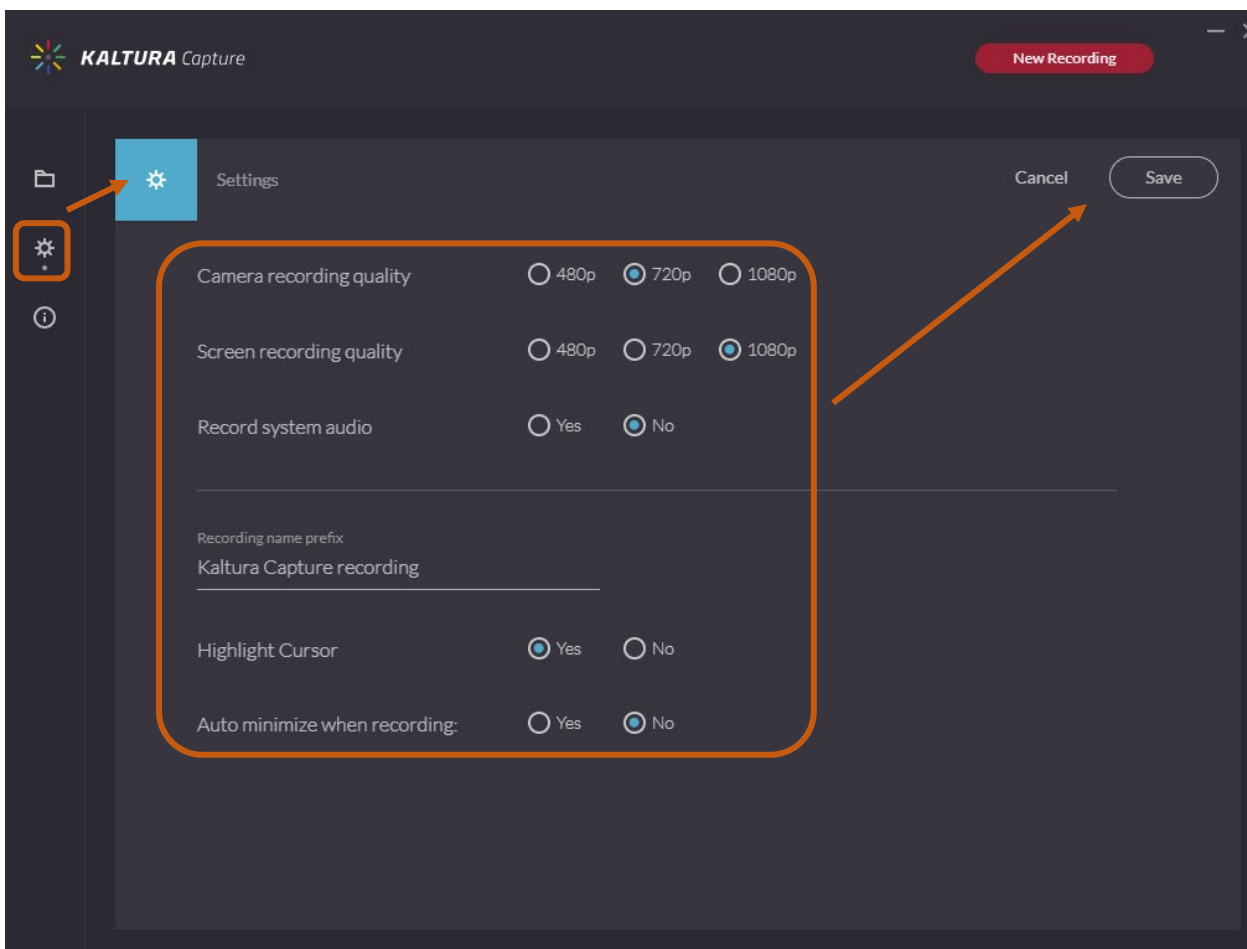 KALTURA Capture
New Recording
Settings
Cancel
Save
Camera recording quality 480p 720p 1080p
Screen recording quality 480p 720p 1080p
Record system audio Yes No
Recording name prefix
Kaltura Capture recording
Highlight Cursor Yes No
Auto minimize when recording: Yes No